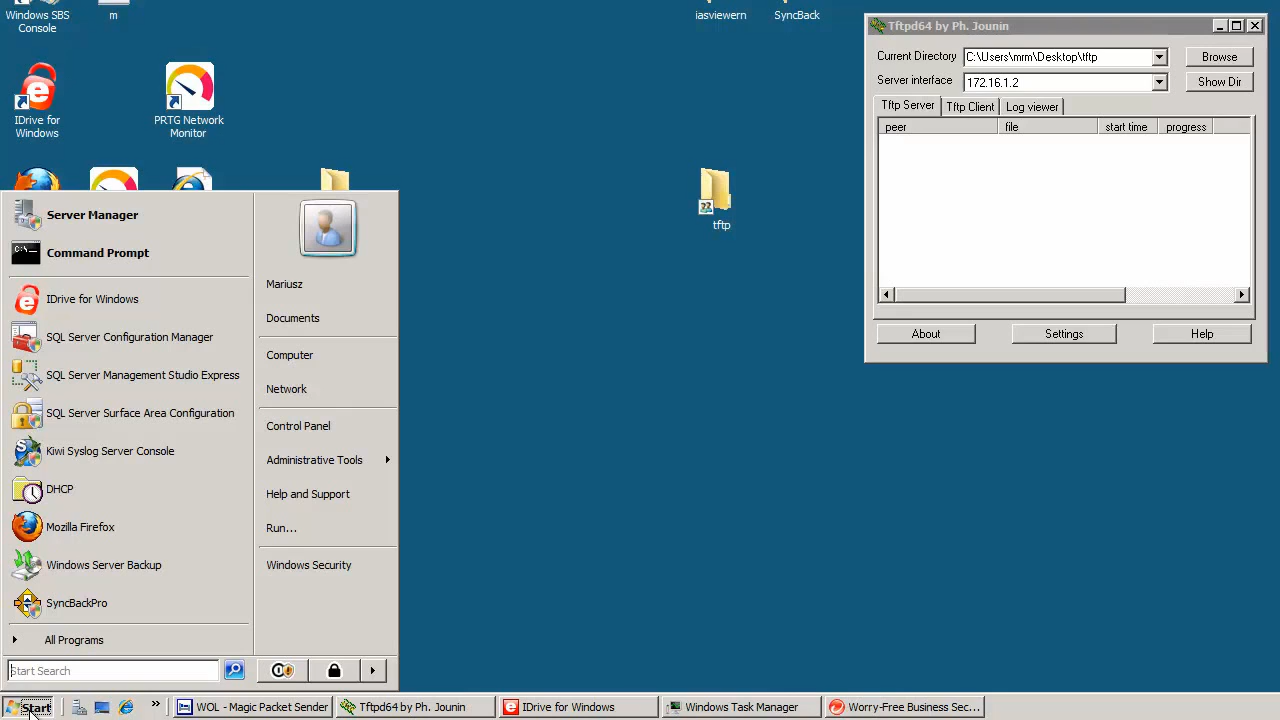 Windows SBS
Console
m
iasviewern
SyncBack
IDrive for
Windows
PRTG Network
Monitor
tftp
Tftpd64 by Ph. Jounin
Current Directory
C:\Users\mrm\Desktop\tftp
Browse
Server interface
172.16.1.2
Show Dir
Tftp Server
Tftp Client
Log viewer
peer
file
start time
progress
About
Settings
Help
Server Manager
C:\_
Command Prompt
IDrive for Windows
SQL Server Configuration Manager
SQL Server Management Studio Express
SQL Server Surface Area Configuration
Kiwi Syslog Server Console
DHCP
Mozilla Firefox
Windows Server Backup
SyncBackPro
All Programs
Start Search
Mariusz
Documents
Computer
Network
Control Panel
Administrative Tools
Help and Support
Run...
Windows Security
Start
WOL - Magic Packet Sender
Tftpd64 by Ph. Jounin
IDrive for Windows
Windows Task Manager
Worry-Free Business Sec...